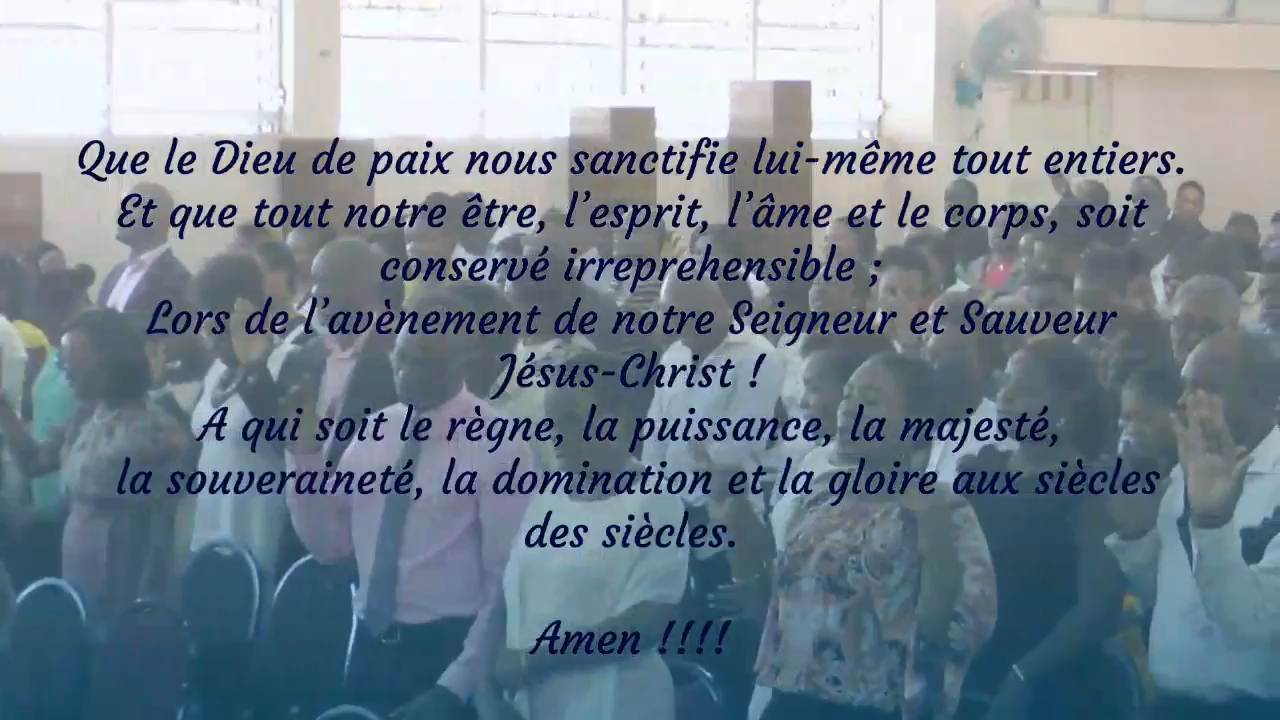 Que le Dieu de paix nous sanctifie lui-même tout entiers.
Et que tout notre être, l'esprit, l'âme et le corps, soit
conservé irreprehensible ;
Lors de l'avènement de notre Seigneur et Sauveur
Jésus-Christ !
A qui soit le règne, la puissance, la majesté,
la souveraineté, la domination et la gloire aux siècles
des siècles.
Amen !!!!